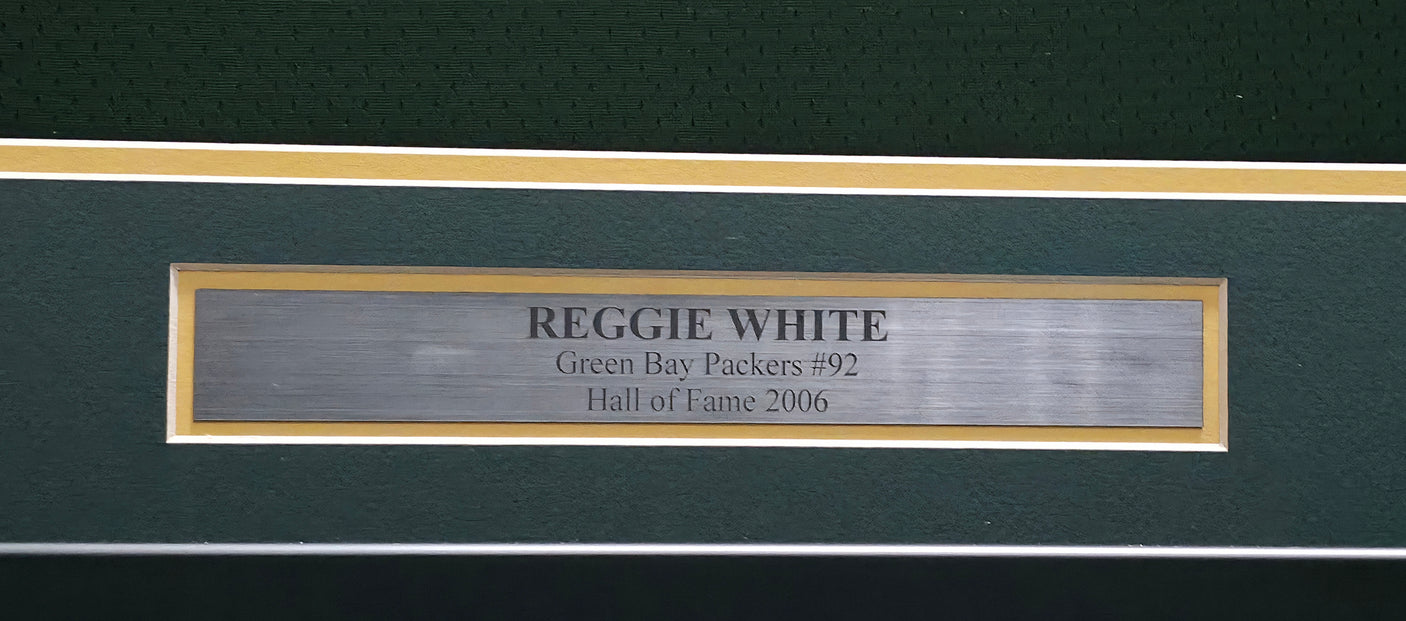 REGGIE WHITE
Green Bay Packers #92
Hall of Fame 2006